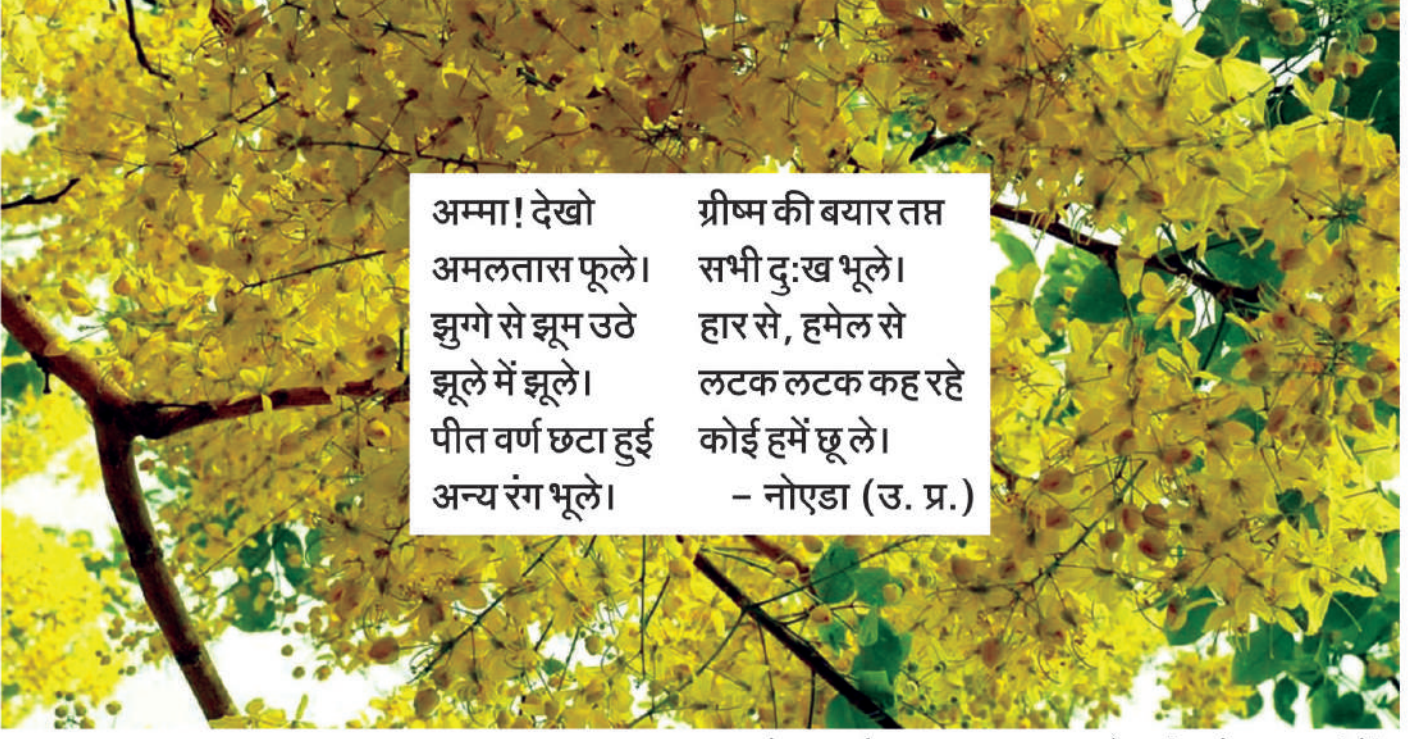 अम्मा! देखो
अमलतास फूले।
झुग्गे से झूम उठे
झूले में झूले।
पीत वर्ण छटा हुई
अन्य रंग भूले।
ग्रीष्म की बयार तप्त
सभी दु:ख भूले।
हार से, हमेल से
लटक लटक कह रहे
कोई हमें छू ले।
– नोएडा (उ. प्र.)